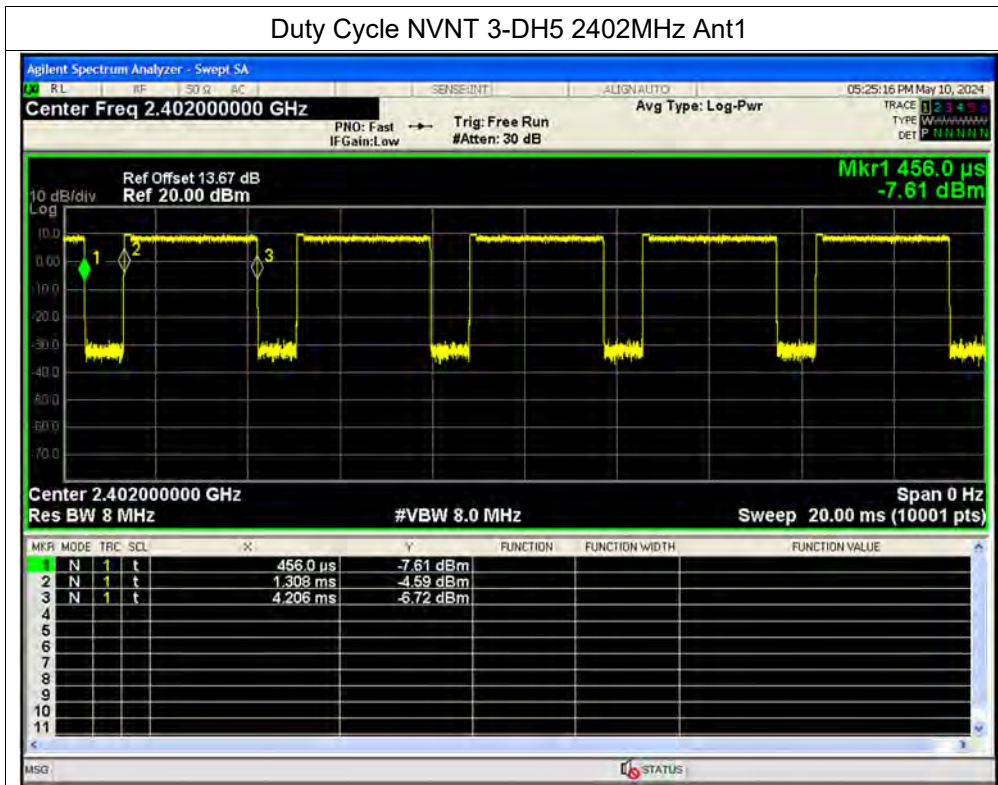 Duty Cycle NVNT 3-DH5 2402MHz Ant1
Agilent Spectrum Analyzer - Swept SA
RL RF 50 Ω AC SENSE:INT ALIGN AUTO 05:25:16 PM May 10, 2024
Center Freq 2.402000000 GHz Avg Type: Log-Pwr TRACE 1 2 3 4 5 6
PNO: Fast Trig: Free Run TYPE W
IFGain:Low #Atten: 30 dB DET P N N N N N
Mkr1 456.0 µs
Ref Offset 13.67 dB
10 dB/div Ref 20.00 dBm -7.61 dBm
Log
10.0
1 2 3
0.00
-10.0
-20.0
-30.0
-40.0
-50.0
-60.0
-70.0
Center 2.402000000 GHz Span 0 Hz
Res BW 8 MHz #VBW 8.0 MHz Sweep 20.00 ms (10001 pts)
MKR MODE TRC SCL X Y FUNCTION FUNCTION WIDTH FUNCTION VALUE
1 N 1 t 456.0 µs -7.61 dBm
2 N 1 t 1.308 ms -4.59 dBm
3 N 1 t 4.206 ms -6.72 dBm
4
5
6
7
8
9
10
11
MSG STATUS